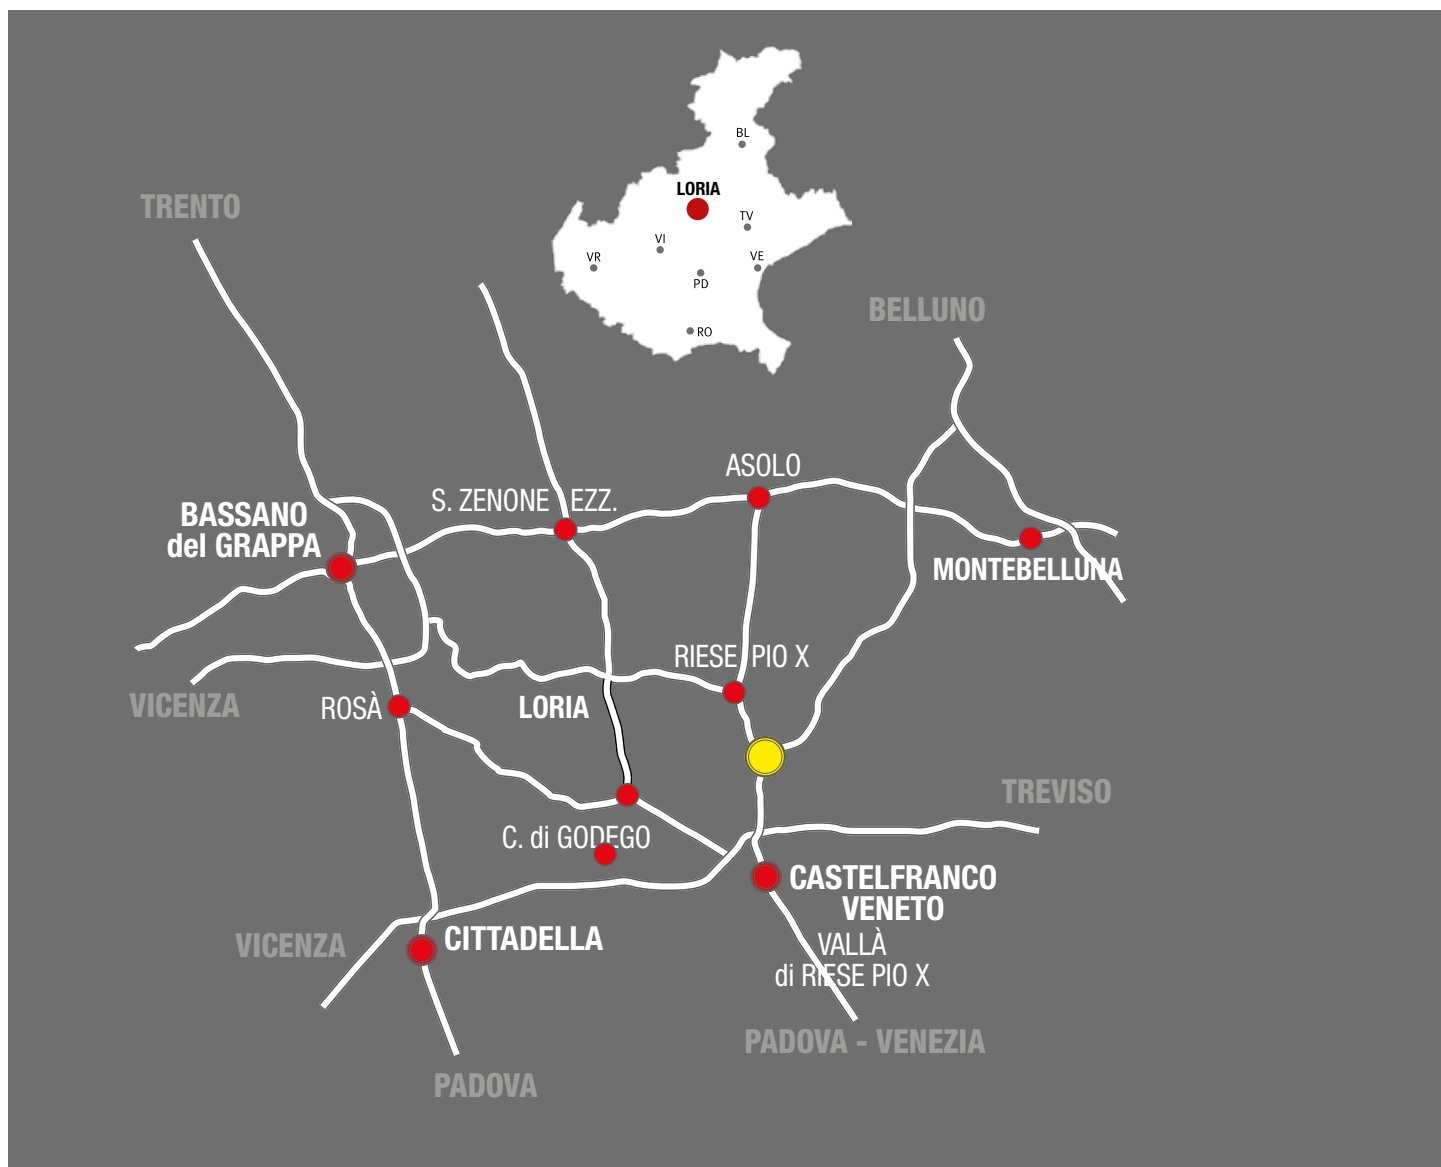 BL
LORIA
TV
VI
VE
VR
PD
RO
TRENTO
BELLUNO
ASOLO
S. ZENONE EZZ.
BASSANO
del GRAPPA
MONTEBELLUNA
RIESE PIO X
VICENZA
ROSÀ
LORIA
TREVISO
C. di GODEGO
CASTELFRANCO
VENETO
VICENZA
CITTADELLA
VALLÀ
di RIESE PIO X
PADOVA - VENEZIA
PADOVA